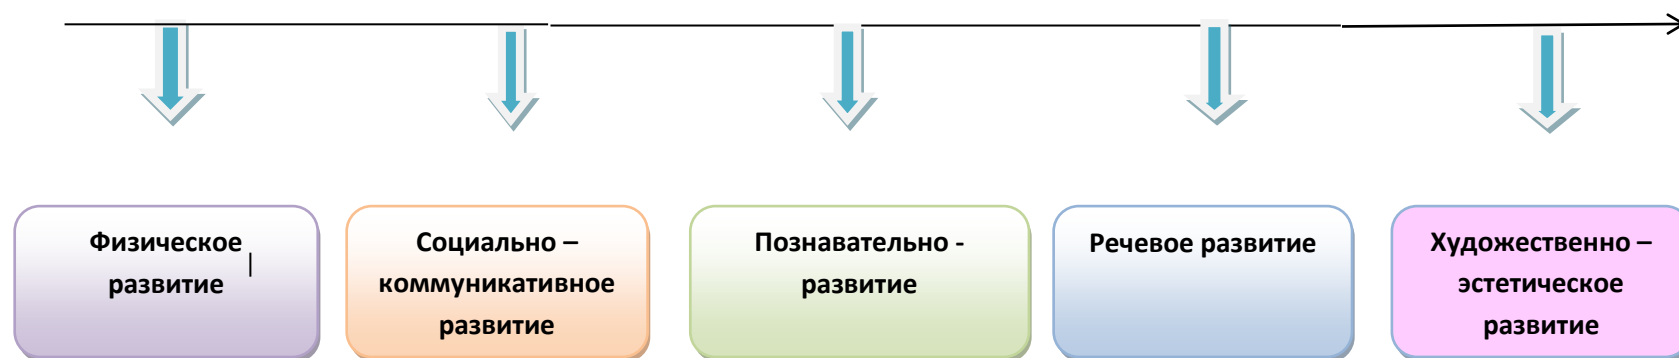 Физическое
развитие
Социально –
коммуникативное
развитие
Познавательно -
развитие
Речевое развитие
Художественно –
эстетическое
развитие